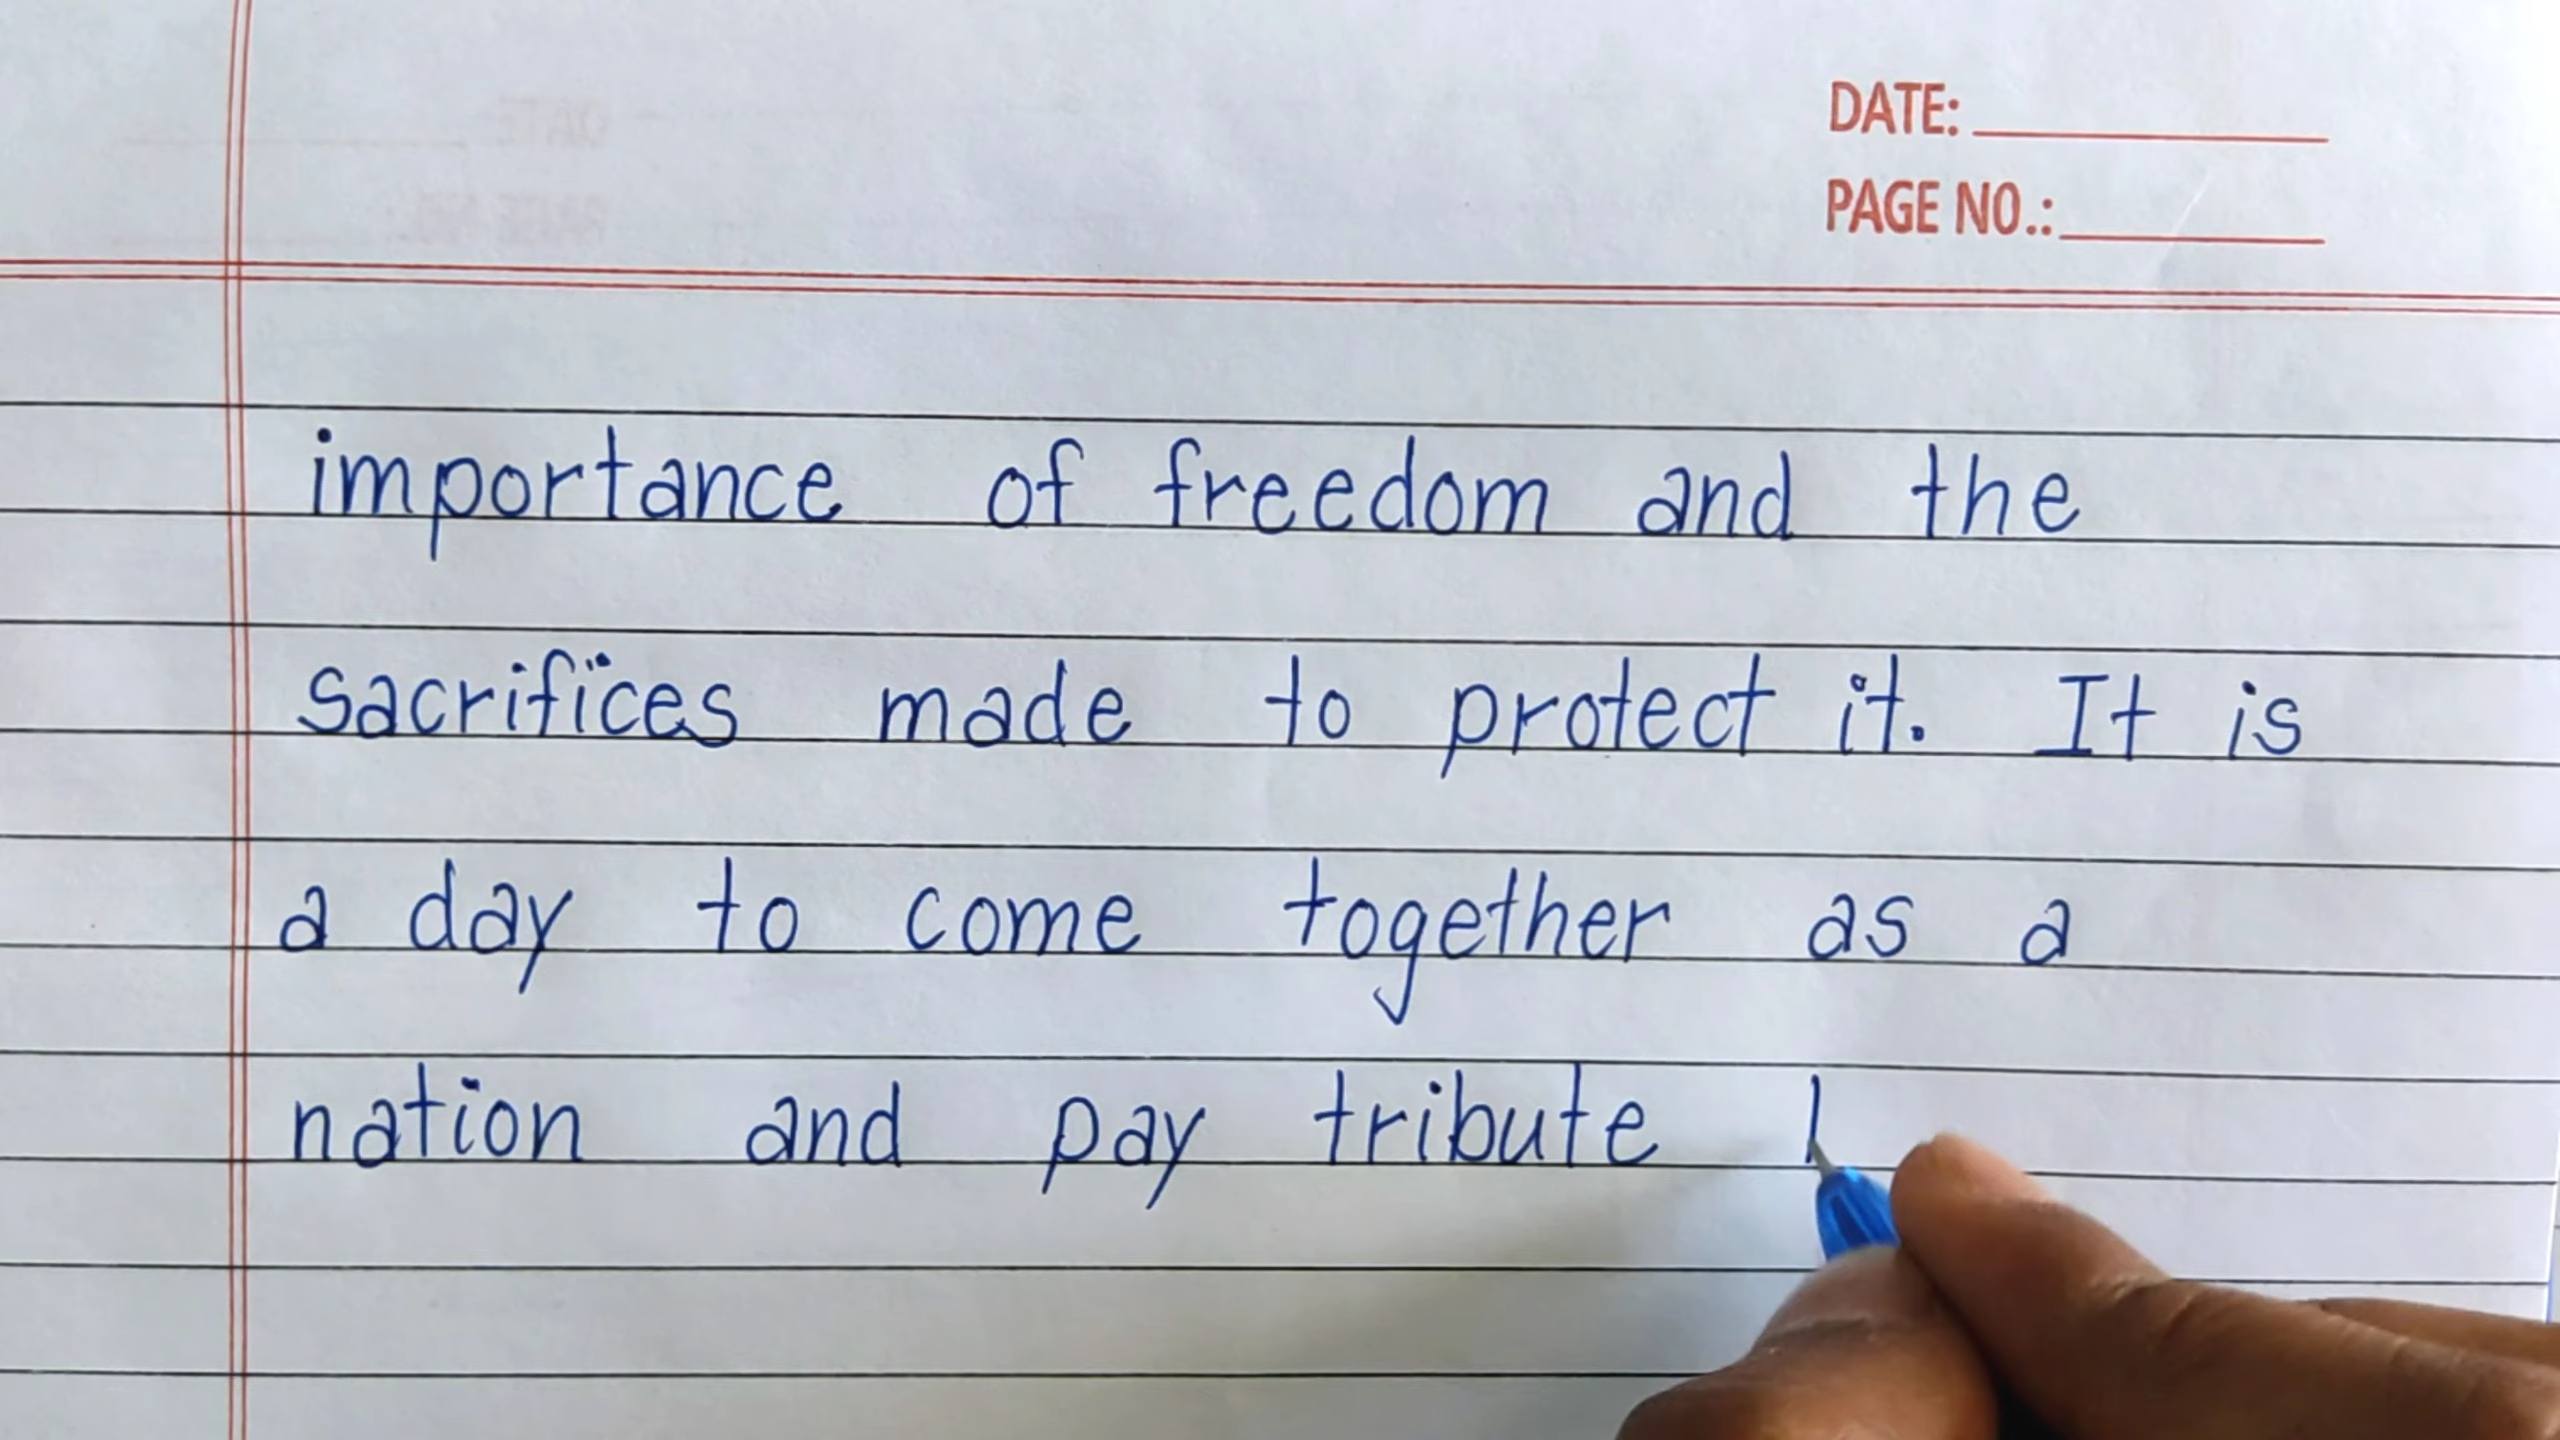 DATE:
PAGE NO.:
importance of freedom and the
sacrifices made to protect it. It is
a day to come together as a
nation and pay tribute